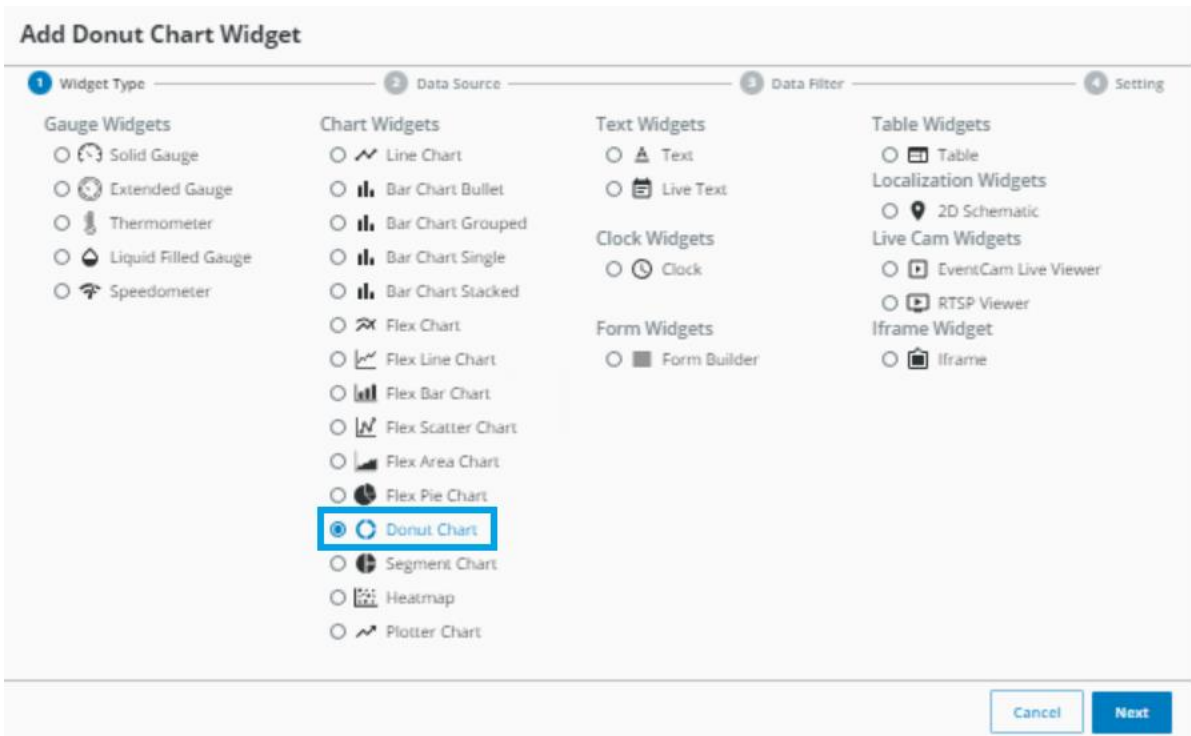 Add Donut Chart Widget
1 Widget Type
2 Data Source
3 Data Filter
4 Setting
Gauge Widgets
Solid Gauge
Extended Gauge
Thermometer
Liquid Filled Gauge
Speedometer
Chart Widgets
Line Chart
Bar Chart Bullet
Bar Chart Grouped
Bar Chart Single
Bar Chart Stacked
Flex Chart
Flex Line Chart
Flex Bar Chart
Flex Scatter Chart
Flex Area Chart
Flex Pie Chart
Donut Chart
Segment Chart
Heatmap
Plotter Chart
Text Widgets
Text
Live Text
Clock Widgets
Clock
Form Widgets
Form Builder
Table Widgets
Table
Localization Widgets
2D Schematic
Live Cam Widgets
EventCam Live Viewer
RTSP Viewer
Iframe Widget
Iframe
Cancel
Next